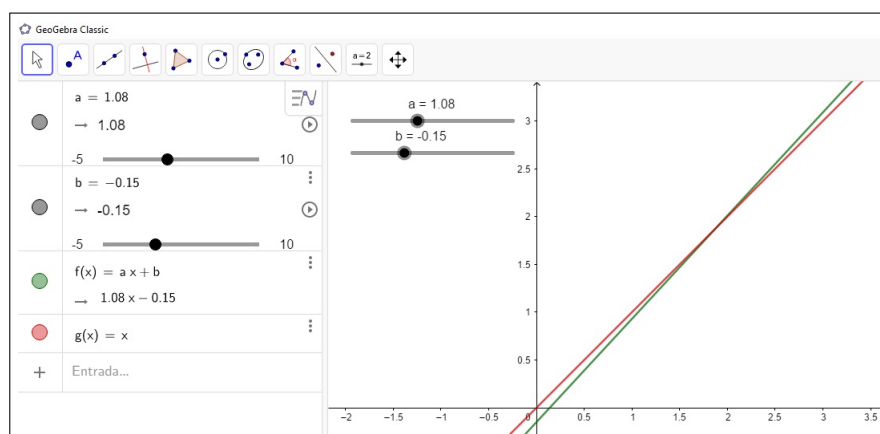 GeoGebra Classic
A
a=2
a = 1.08
→ 1.08
-5 10
b = −0.15
→ -0.15
-5 10
f(x) = a x + b
→ 1.08 x − 0.15
g(x) = x
+ Entrada...
a = 1.08
b = -0.15
3
2.5
2
1.5
1
0.5
−2 −1.5 −1 −0.5 0 0.5 1 1.5 2 2.5 3 3.5